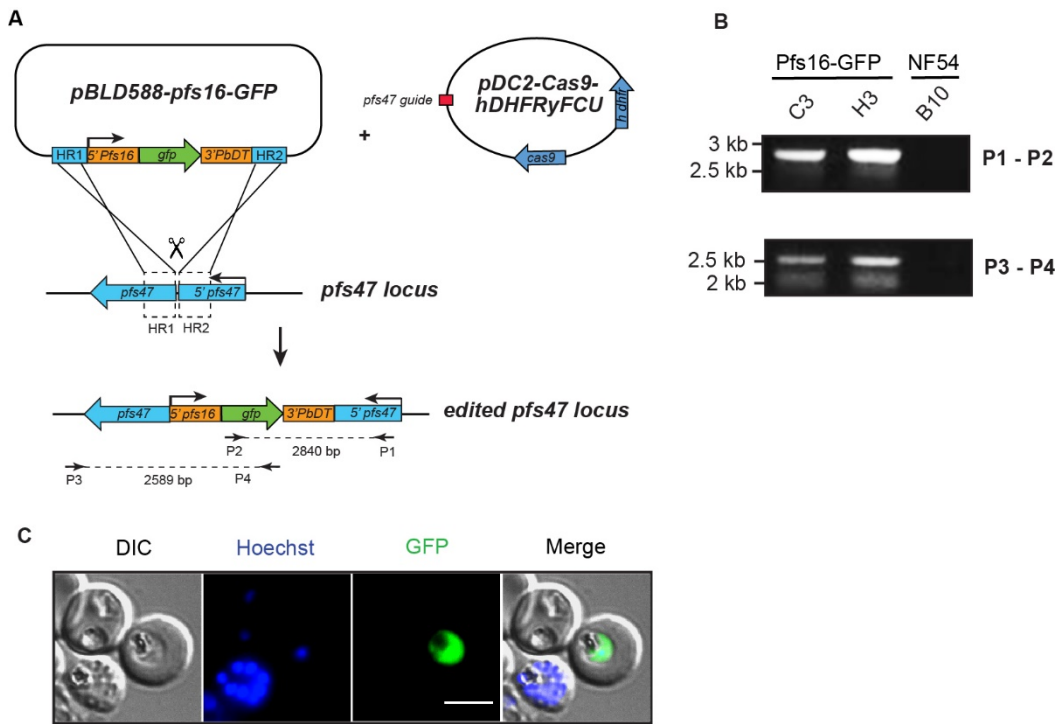 A
pBLD588-pfs16-GFP
HR1
5' Pfs16
gfp
3'PbDT
HR2
+
pfs47 guide
pDC2-Cas9-
hDHFRyFCU
h dhfr
cas9
pfs47
5' pfs47
pfs47 locus
HR1
HR2
pfs47
5' pfs16
gfp
3'PbDT
5' pfs47
edited pfs47 locus
P2
2840 bp
P1
P3
2589 bp
P4
B
Pfs16-GFP
NF54
C3
H3
B10
3 kb
2.5 kb
P1 - P2
2.5 kb
2 kb
P3 - P4
C
DIC
Hoechst
GFP
Merge